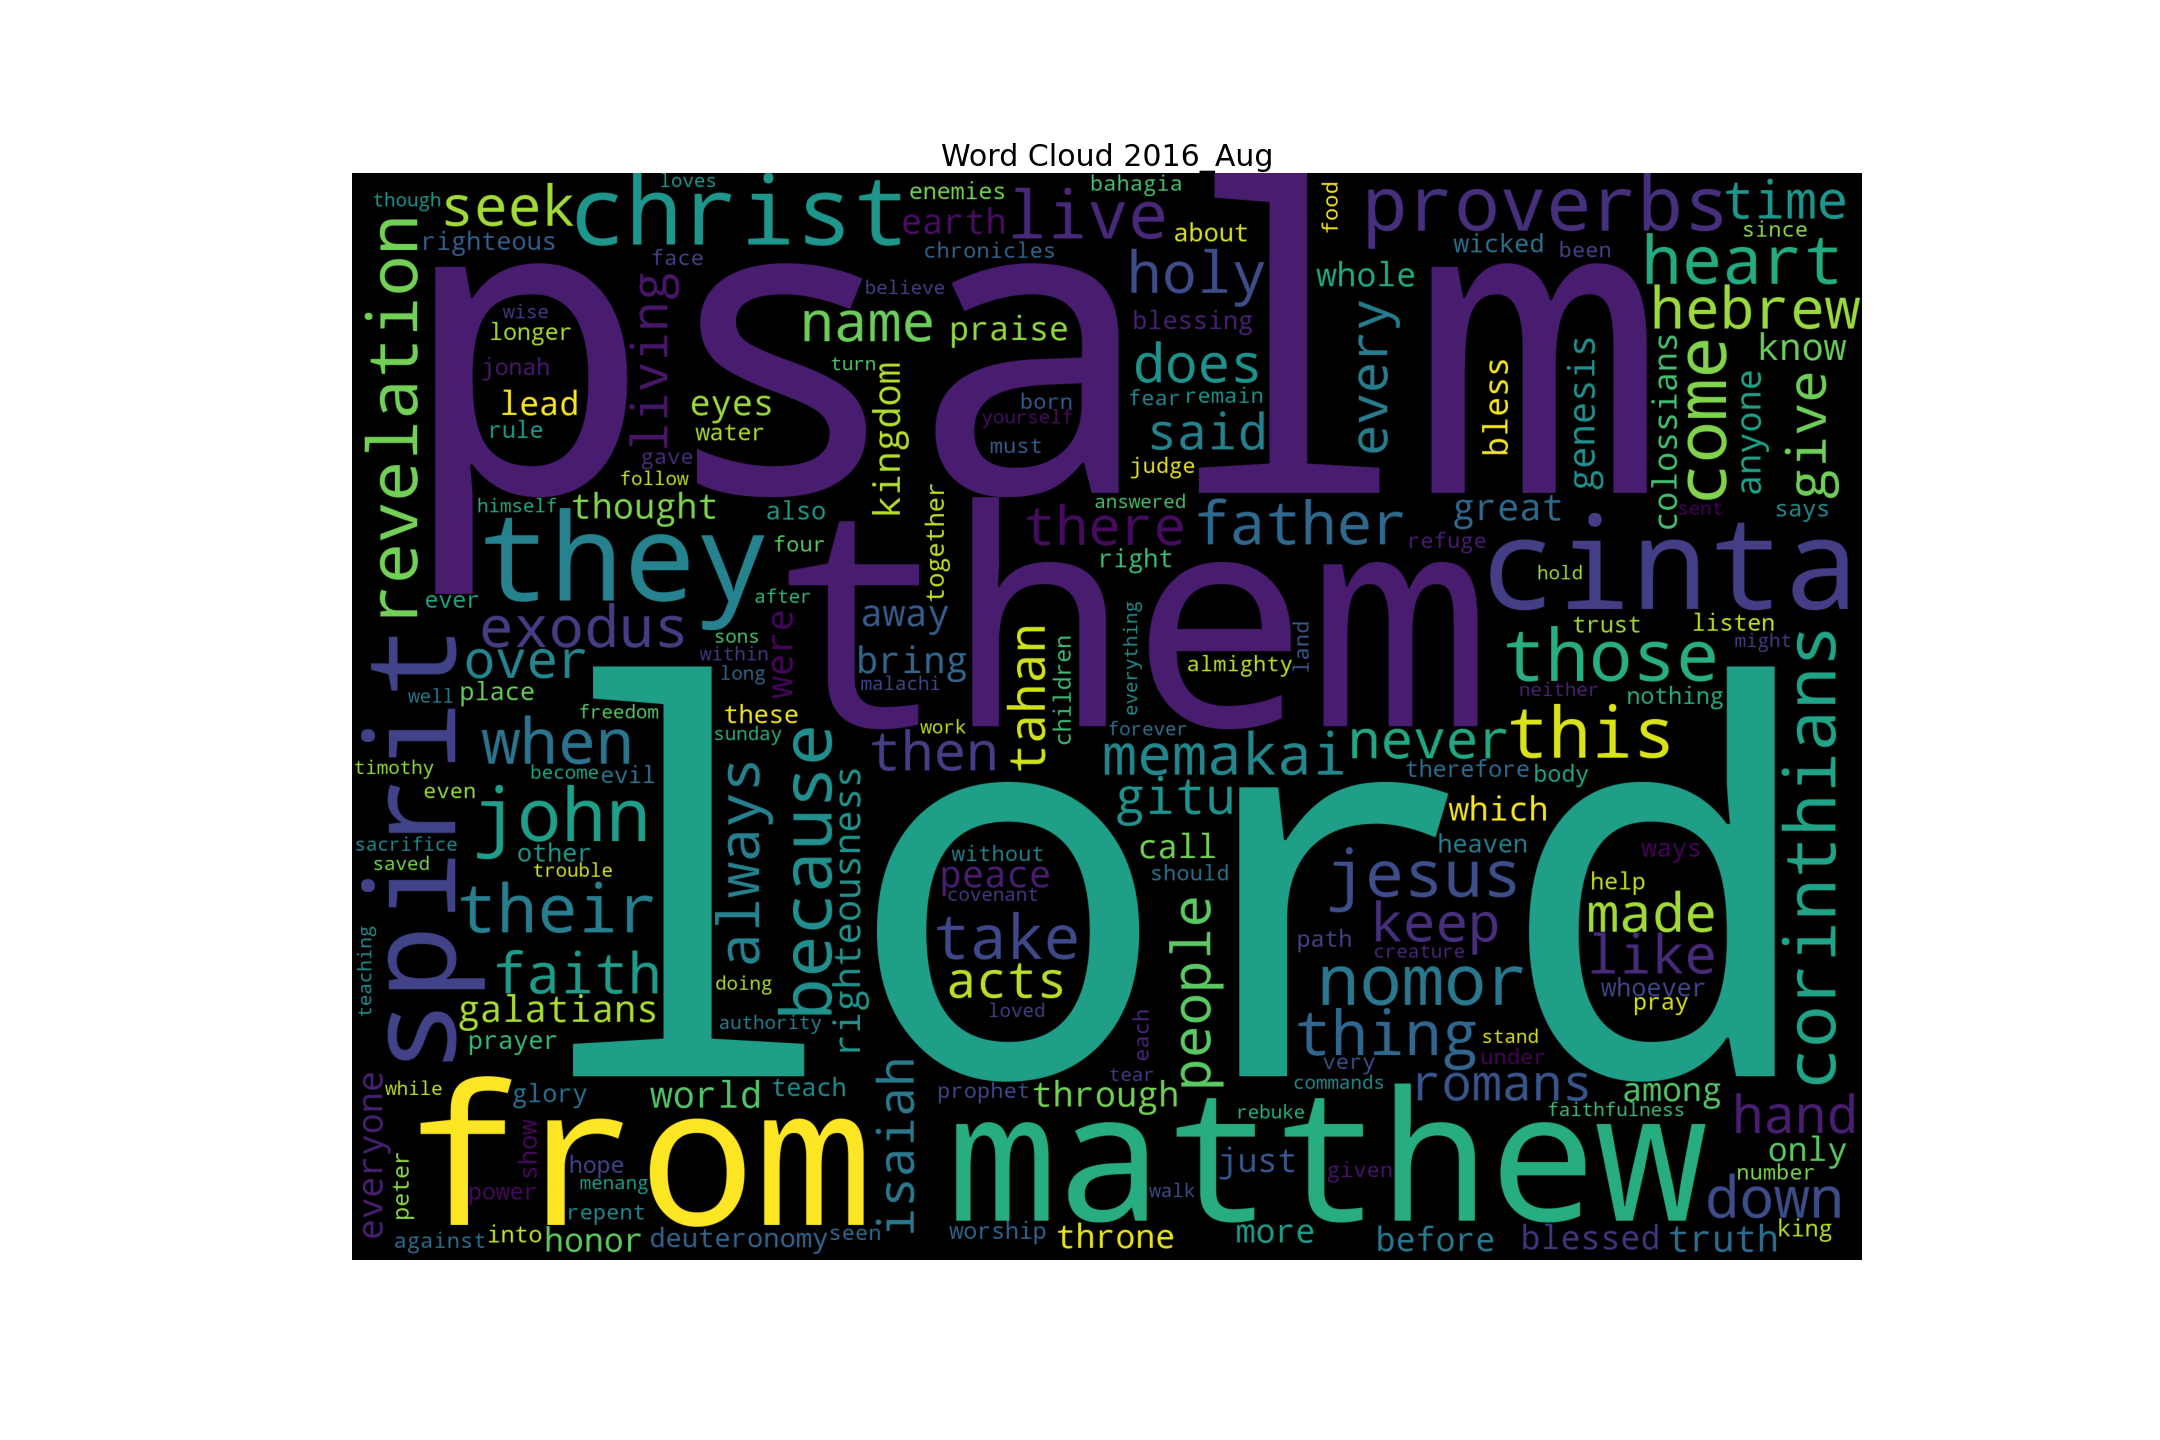 Word Cloud 2016_Aug
though
seek
christ
loves
enemies
bahagia
live
earth
food
proverbs
time
righteous
face
chronicles
about
wicked
been
since
revelation
psalm
living
believe
holy
whole
heart
wise
longer
name
praise
blessing
every
hebrew
jonah
turn
does
bless
genesis
colossians
come
know
lead
eyes
kingdom
born
fear
remain
anyone
give
rule
water
yourself
said
gave
must
judge
follow
himself
thought
also
together
answered
there
father
great
sent
says
they
four
right
refuge
cinta
hold
ever
after
them
exodus
sons
were
away
everything
land
trust
listen
over
within
bring
tahan
children
almighty
those
might
long
malachi
neither
nothing
corinthians
well
place
spirit
freedom
these
work
forever
this
when
sunday
because
then
memakai
never
timothy
become
evil
always
lord
therefore
body
even
john
righteousness
gitu
which
sacrifice
other
without
call
heaven
ways
saved
trouble
peace
should
jesus
help
their
covenant
people
keep
made
teaching
take
path
creature
like
faith
doing
acts
nomor
whoever
galatians
loved
pray
prayer
authority
each
thing
stand
isaiah
very
under
everyone
while
glory
world
teach
tear
commands
romans
among
prophet
through
from
matthew
rebuke
faithfulness
hand
peter
show
hope
just
given
only
power
menang
walk
number
repent
down
against
into
honor
deuteronomy
seen
worship
throne
more
before
blessed
truth
king